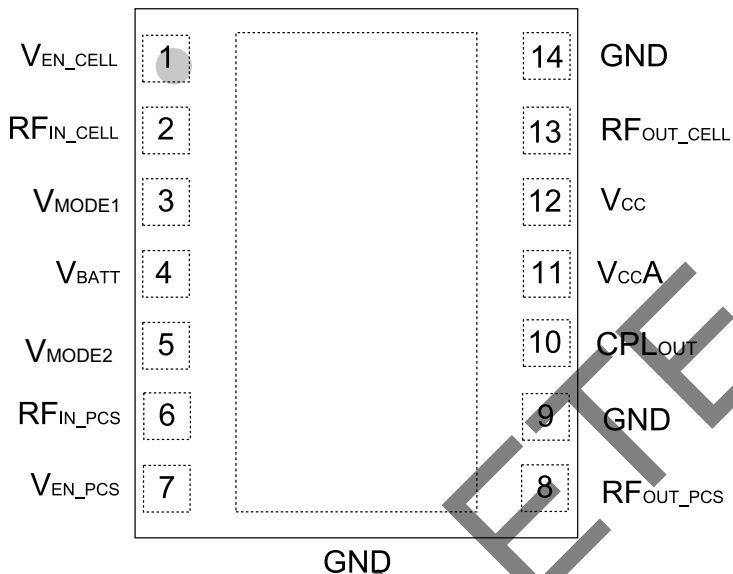 VEN_CELL 1 14 GND
RFIN_CELL 2 13 RFOUT_CELL
VMODE1 3 12 VCC
VBATT 4 11 VCCA
VMODE2 5 10 CPLOUT
RFIN_PCS 6 9 GND
VEN_PCS 7 8 RFOUT_PCS
GND
ETE